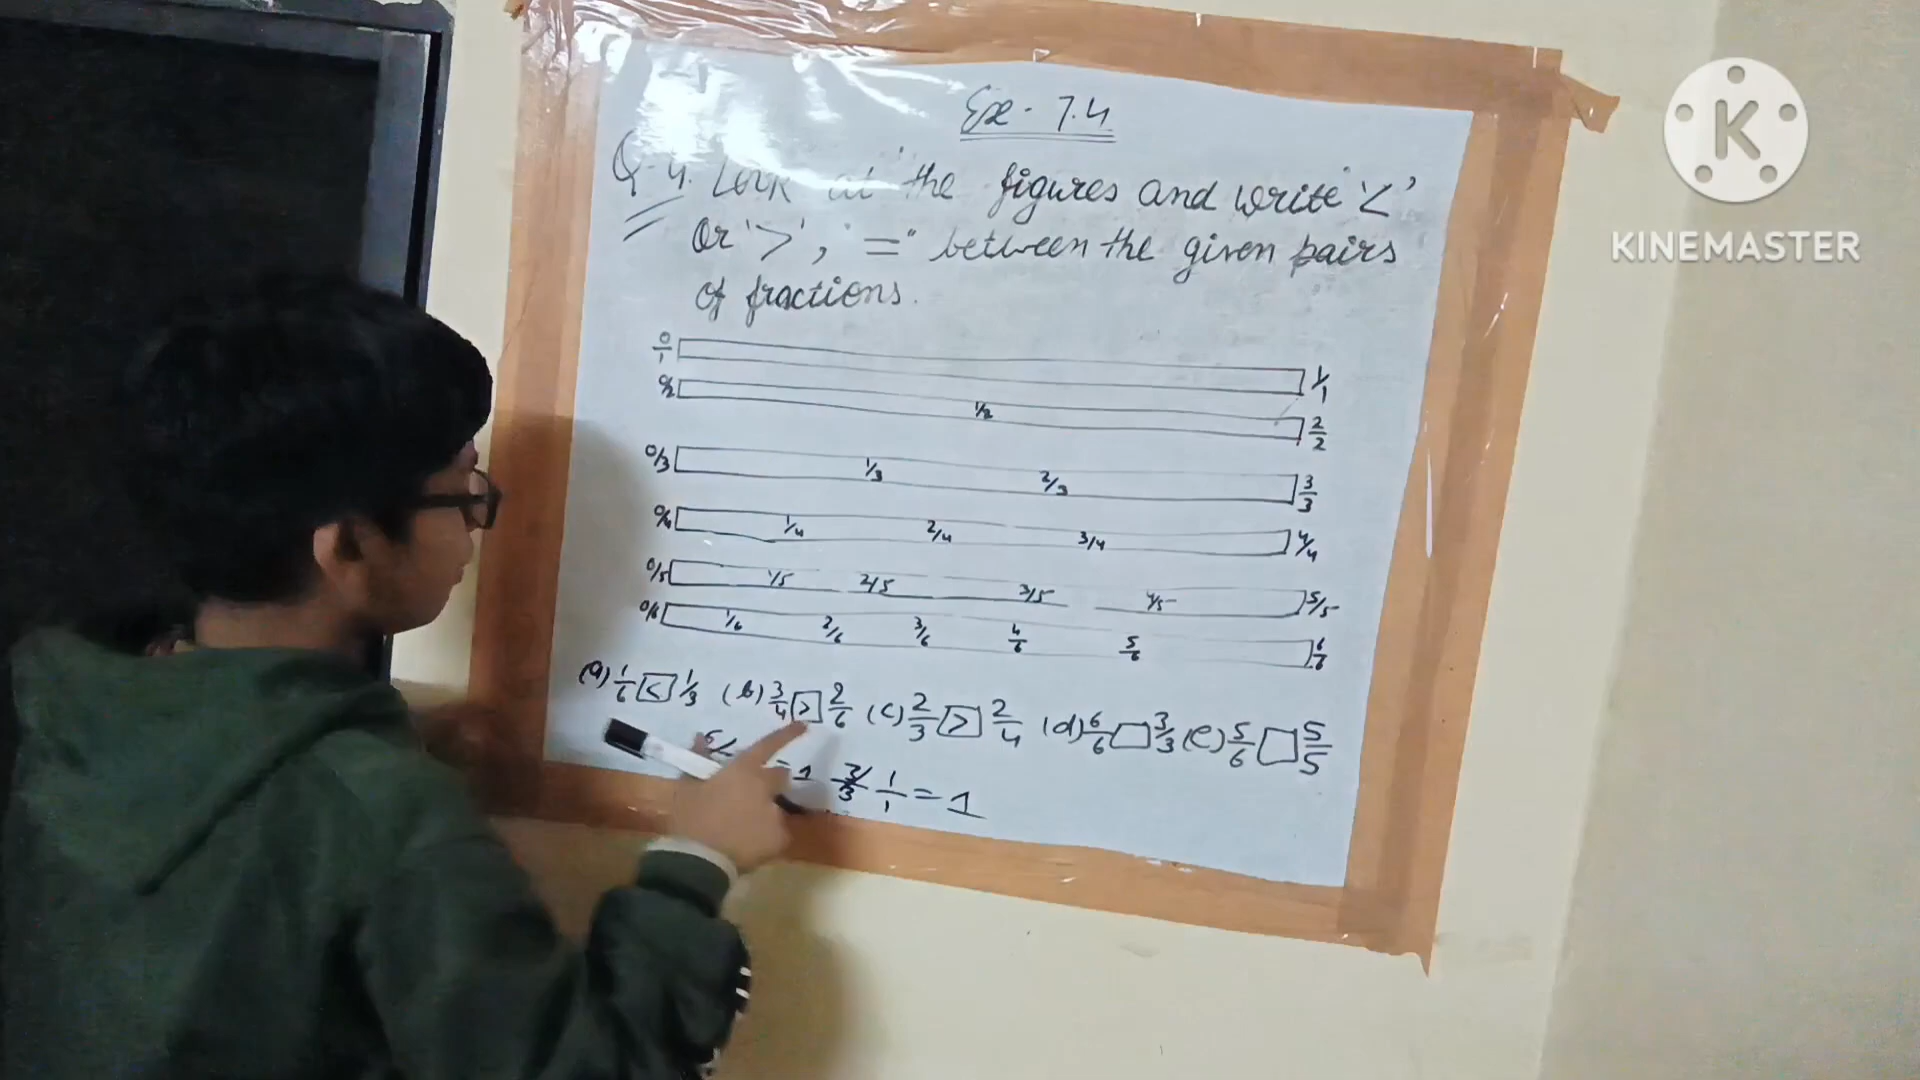 Ex - 7.4
Q-4. Look at the figures and write '<'
or '>', '=' between the given pairs
of fractions.
0/1 1/1
0/2 1/2 2/2
0/3 1/3 2/3 3/3
0/4 1/4 2/4 3/4 4/4
0/5 1/5 2/5 3/5 4/5 5/5
0/6 1/6 2/6 3/6 4/6 5/6 6/6
(a) 1/6 < 1/3 (b) 3/4 > 2/6 (c) 2/3 > 2/4 (d) 6/6 □ 3/3 (e) 5/6 □ 5/5
= 1 3/3 1/1 = 1
K
KINEMASTER